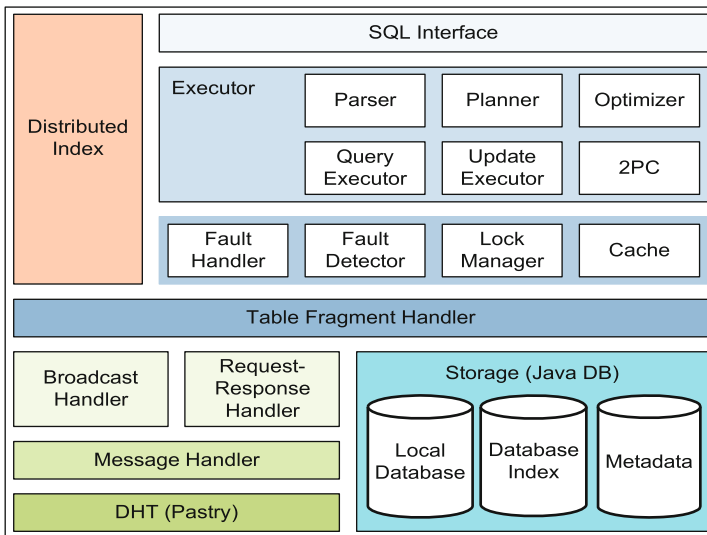 SQL Interface
Distributed
Index
Executor
Parser
Planner
Optimizer
Query
Executor
Update
Executor
2PC
Fault
Handler
Fault
Detector
Lock
Manager
Cache
Table Fragment Handler
Broadcast
Handler
Request-
Response
Handler
Message Handler
DHT (Pastry)
Storage (Java DB)
Local
Database
Database
Index
Metadata